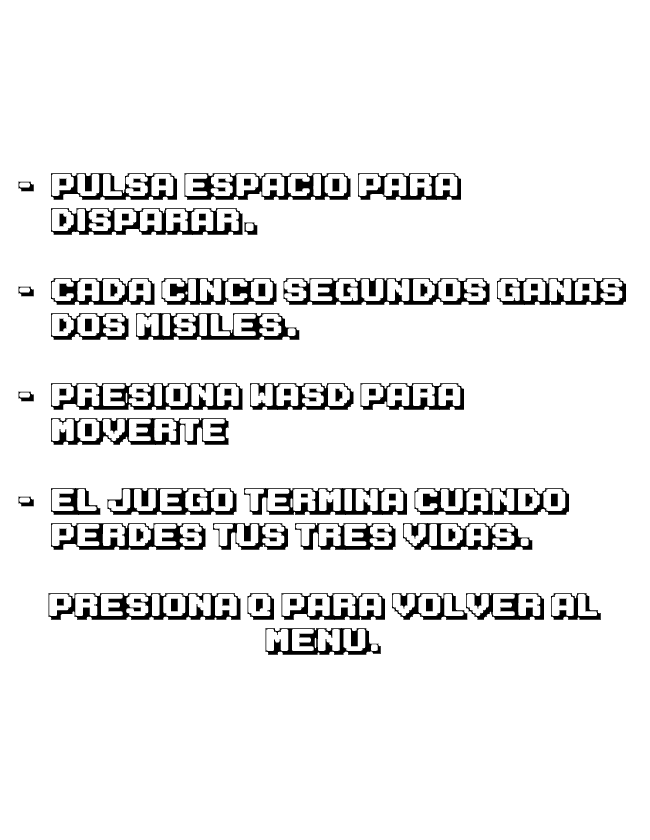 - PULSA ESPACIO PARA
DISPARAR.
- CADA CINCO SEGUNDOS GANAS
DOS MISILES.
- PRESIONA WASD PARA
MOVERTE
- EL JUEGO TERMINA CUANDO
PERDES TUS TRES VIDAS.
PRESIONA Q PARA VOLVER AL
MENU.